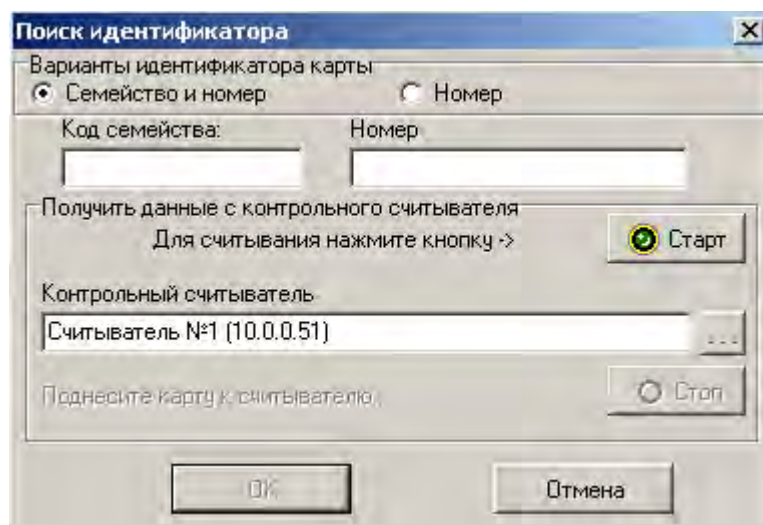 Поиск идентификатора
Варианты идентификатора карты
Семейство и номер Номер
Код семейства: Номер
Получить данные с контрольного считывателя
Для считывания нажмите кнопку -> Старт
Контрольный считыватель
Считыватель №1 (10.0.0.51) ...
Поднесите карту к считывателю. Стоп
OK Отмена